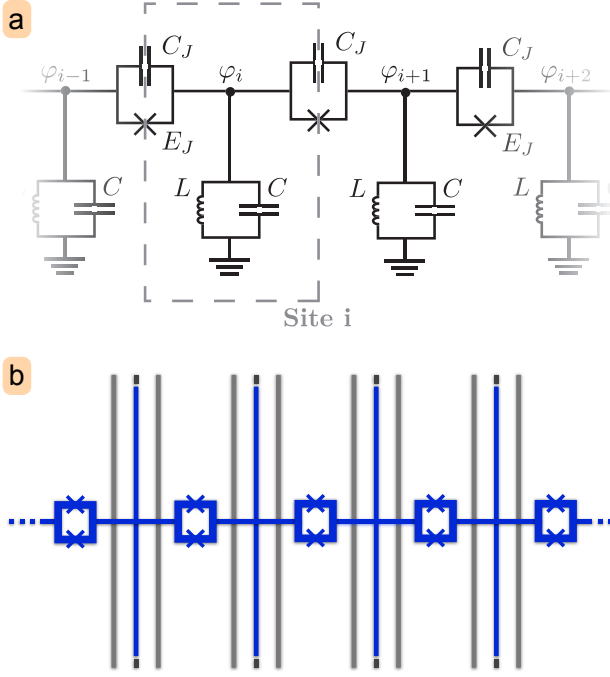 a
C_J C_J C_J
φ_{i−1} φ_i φ_{i+1} φ_{i+2}
E_J E_J
C L C L C L
Site i
b